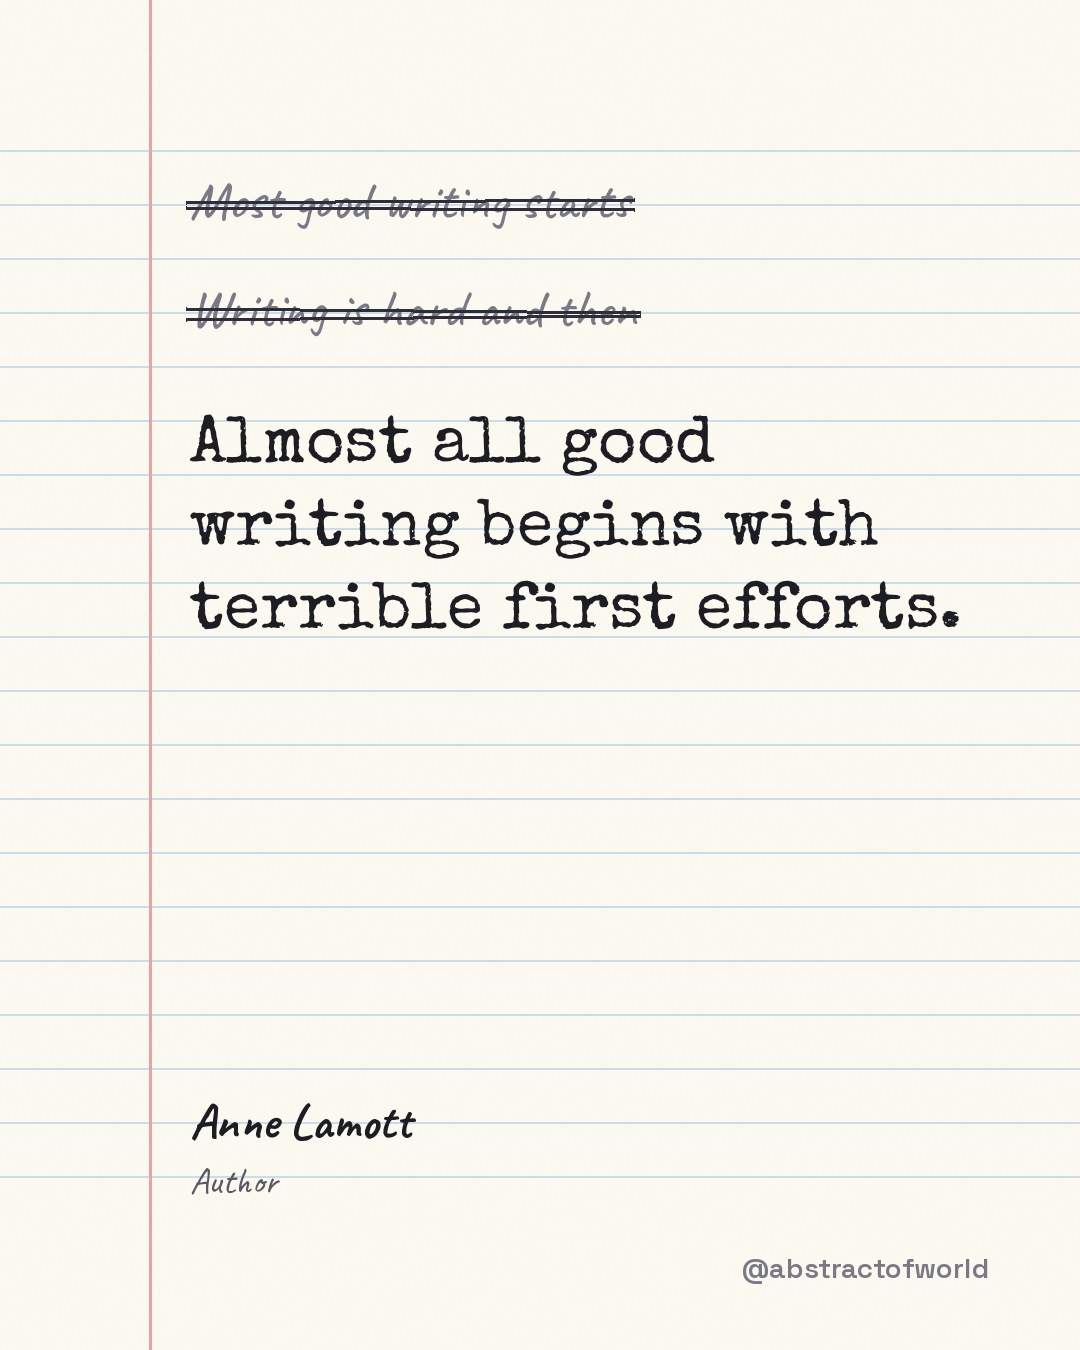 Most good writing starts
Writing is hard and then
Almost all good
writing begins with
terrible first efforts.
Anne Lamott
Author
@abstractofworld